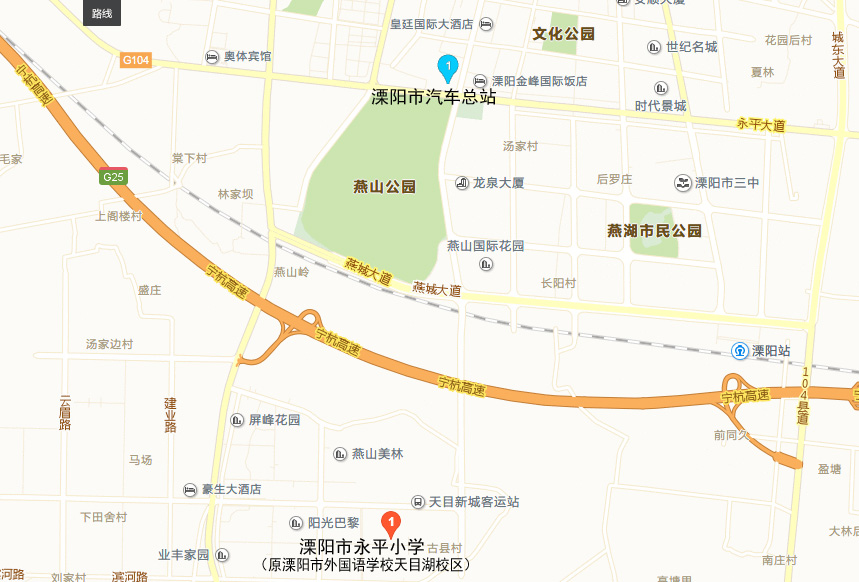 路线
皇廷国际大酒店
文化公园
世纪名城
花园后村
城东大道
G104
奥体宾馆
1
溧阳金峰国际饭店
夏林
溧阳市汽车总站
时代景城
宁杭高速
永平大道
汤家村
毛家
棠下村
G25
燕山公园
龙泉大厦
后罗庄
溧阳市三中
林家坝
上阁楼村
燕湖市民公园
燕山国际花园
燕山岭
燕城大道
燕城大道
长阳村
宁杭高速
盛庄
汤家边村
宁杭高速
溧阳站
宁杭高速
宁杭高速
104县道
云眉路
建业路
屏峰花园
前同久
马场
燕山美林
盈塘
豪生大酒店
天目新城客运站
下田舍村
阳光巴黎
1
溧阳市永平小学
古县村
(原溧阳市外国语学校天目湖校区)
业丰家园
南庄村
滨河路
刘家村